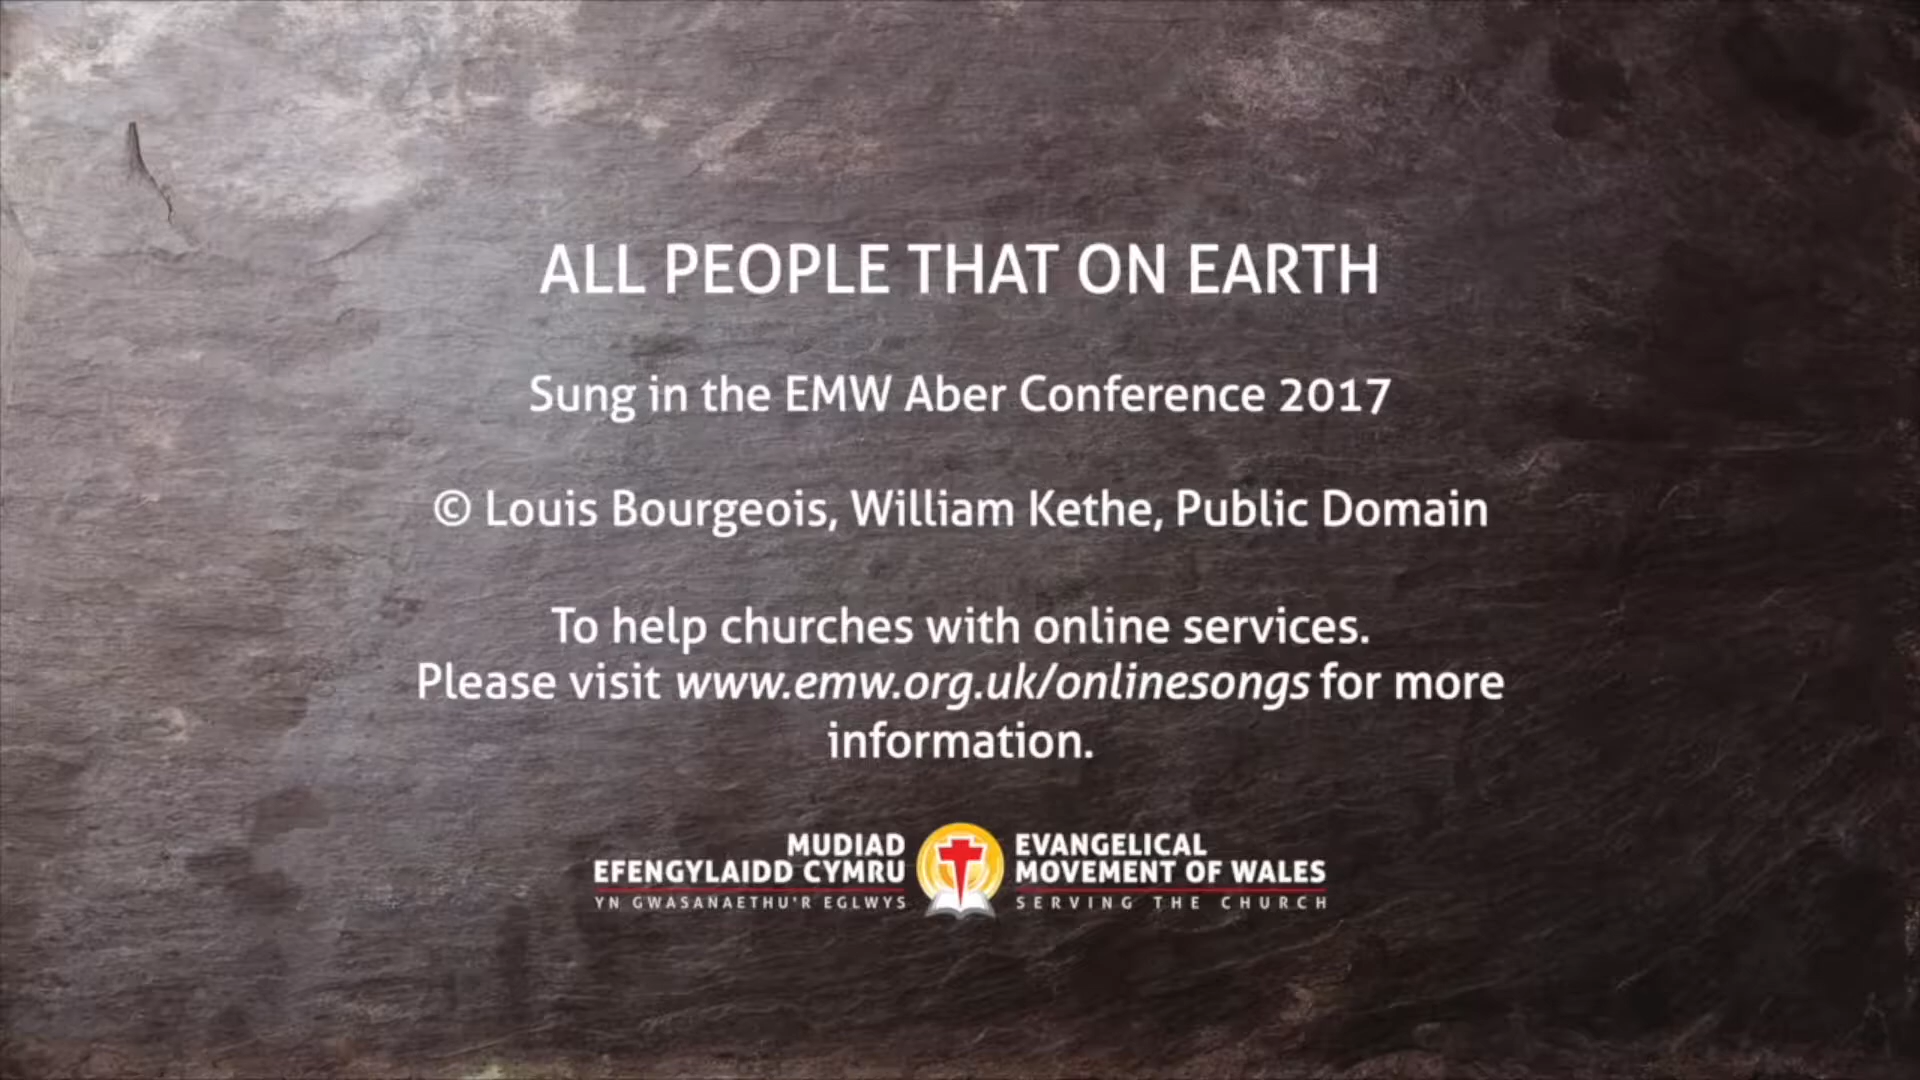 ALL PEOPLE THAT ON EARTH
Sung in the EMW Aber Conference 2017
© Louis Bourgeois, William Kethe, Public Domain
To help churches with online services.
Please visit www.emw.org.uk/onlinesongs for more
information.
MUDIAD
EFENGYLAIDD CYMRU
YN GWASANAETHU'R EGLWYS
EVANGELICAL
MOVEMENT OF WALES
SERVING THE CHURCH